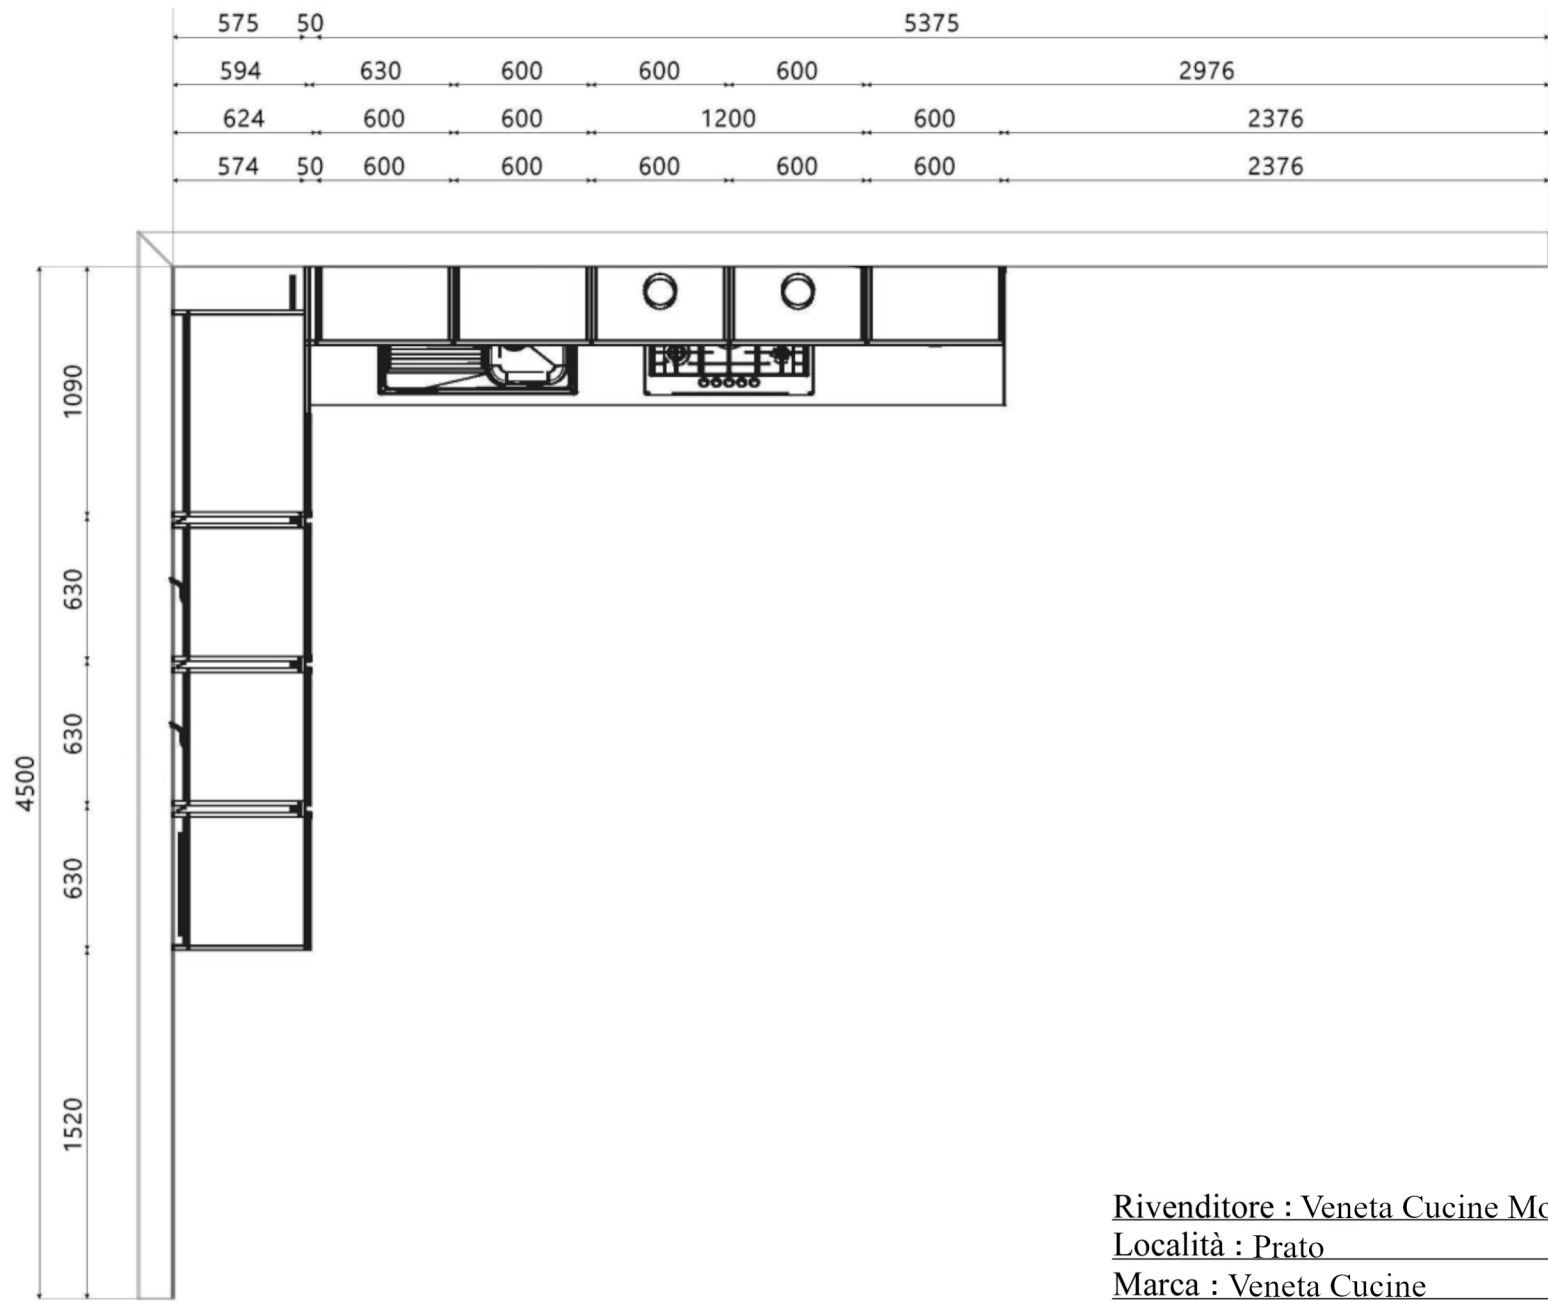 575 50 5375
594 630 600 600 600 2976
624 600 600 1200 600 2376
574 50 600 600 600 600 600 2376
1090
630
630
4500
630
1520
Rivenditore : Veneta Cucine Mo
Località : Prato
Marca : Veneta Cucine